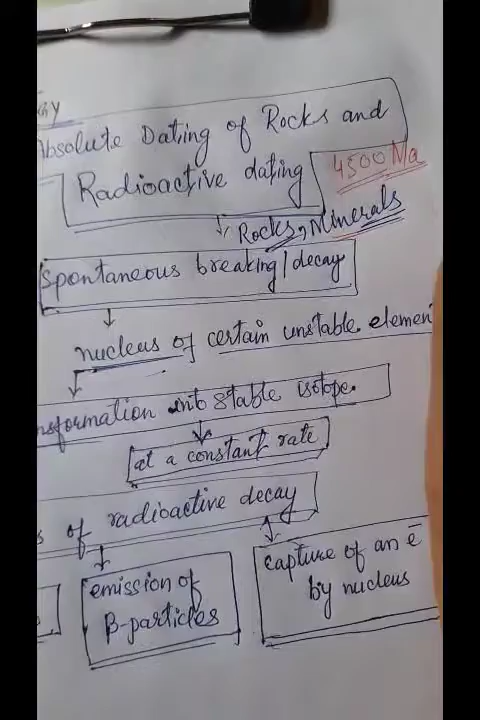 Absolute Dating of Rocks and
Radioactive dating
4500 Ma
Rocks, Minerals
spontaneous breaking/decay
nucleus of certain unstable elemen
nsformation into stable isotope.
at a constant rate
s of radioactive decay
emission of
β-particles
capture of an ē
by nucleus